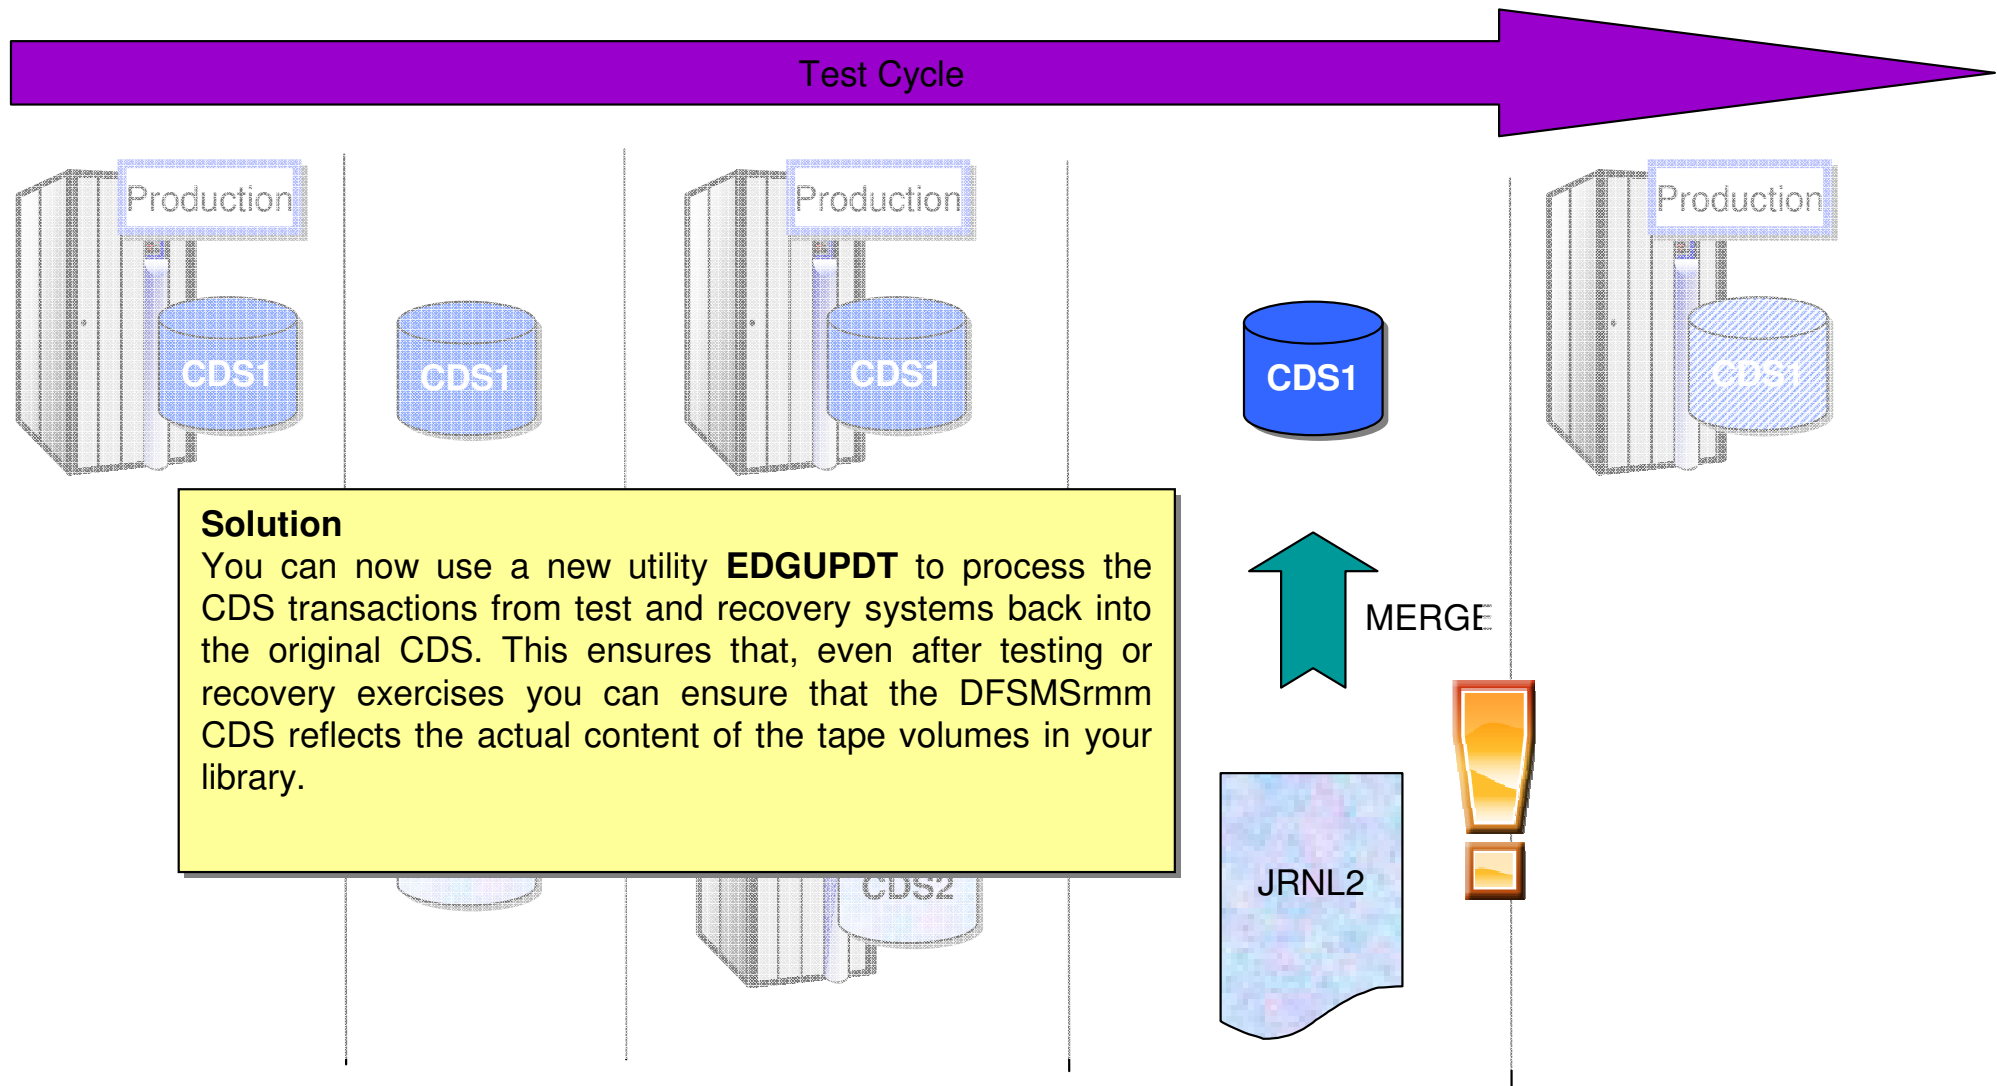 Test Cycle
Production
Production
Production
CDS1
CDS1
CDS1
CDS1
CDS1
Solution
You can now use a new utility EDGUPDT to process the
CDS transactions from test and recovery systems back into
the original CDS. This ensures that, even after testing or
recovery exercises you can ensure that the DFSMSrmm
CDS reflects the actual content of the tape volumes in your
library.
MERGE
CDS2
JRNL2